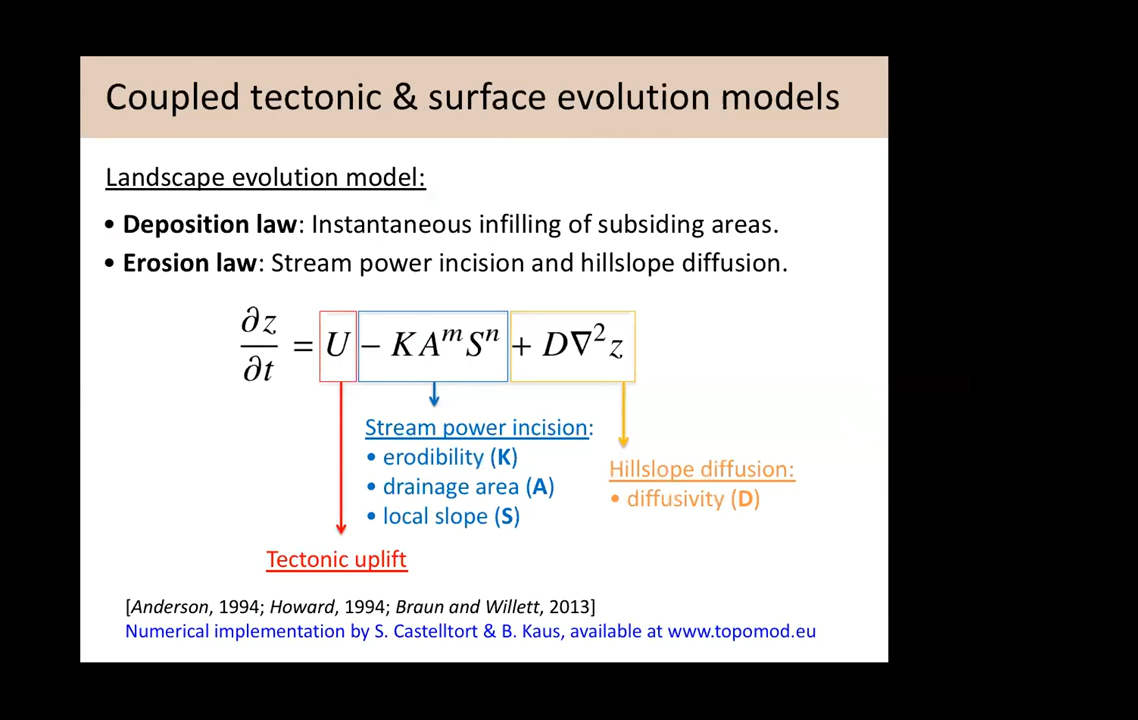 Coupled tectonic & surface evolution models
Landscape evolution model:
• Deposition law: Instantaneous infilling of subsiding areas.
• Erosion law: Stream power incision and hillslope diffusion.
∂z/∂t = U − KAᵐSⁿ + D∇²z
Stream power incision:
• erodibility (K)
• drainage area (A)
• local slope (S)
Hillslope diffusion:
• diffusivity (D)
Tectonic uplift
[Anderson, 1994; Howard, 1994; Braun and Willett, 2013]
Numerical implementation by S. Castelltort & B. Kaus, available at www.topomod.eu